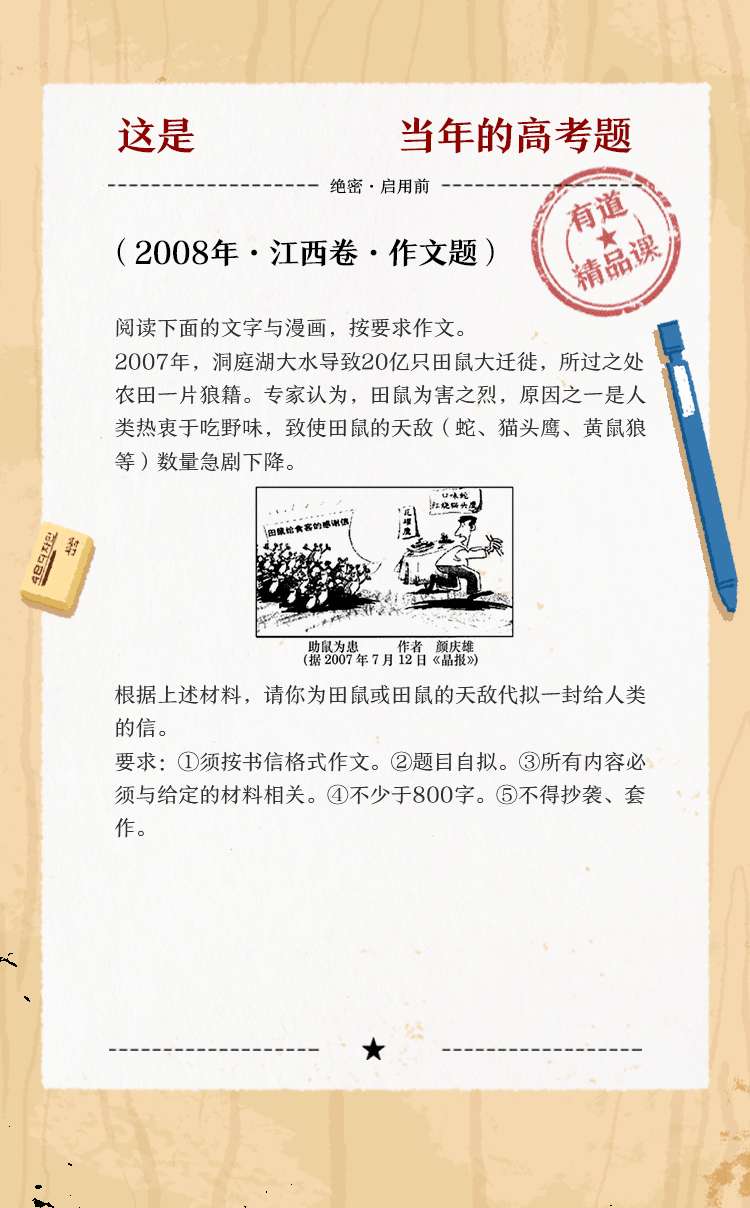 这是 当年的高考题
绝密·启用前
有道
精品课
（2008年·江西卷·作文题）
阅读下面的文字与漫画，按要求作文。
2007年，洞庭湖大水导致20亿只田鼠大迁徙，所过之处
农田一片狼籍。专家认为，田鼠为害之烈，原因之一是人
类热衷于吃野味，致使田鼠的天敌（蛇、猫头鹰、黄鼠狼
等）数量急剧下降。
口味蛇
红烧猫头鹰
田鼠给食客的感谢信
助鼠为患 作者 颜庆雄
(据2007年7月12日《晶报》)
根据上述材料，请你为田鼠或田鼠的天敌代拟一封给人类
的信。
要求：①须按书信格式作文。②题目自拟。③所有内容必
须与给定的材料相关。④不少于800字。⑤不得抄袭、套
作。